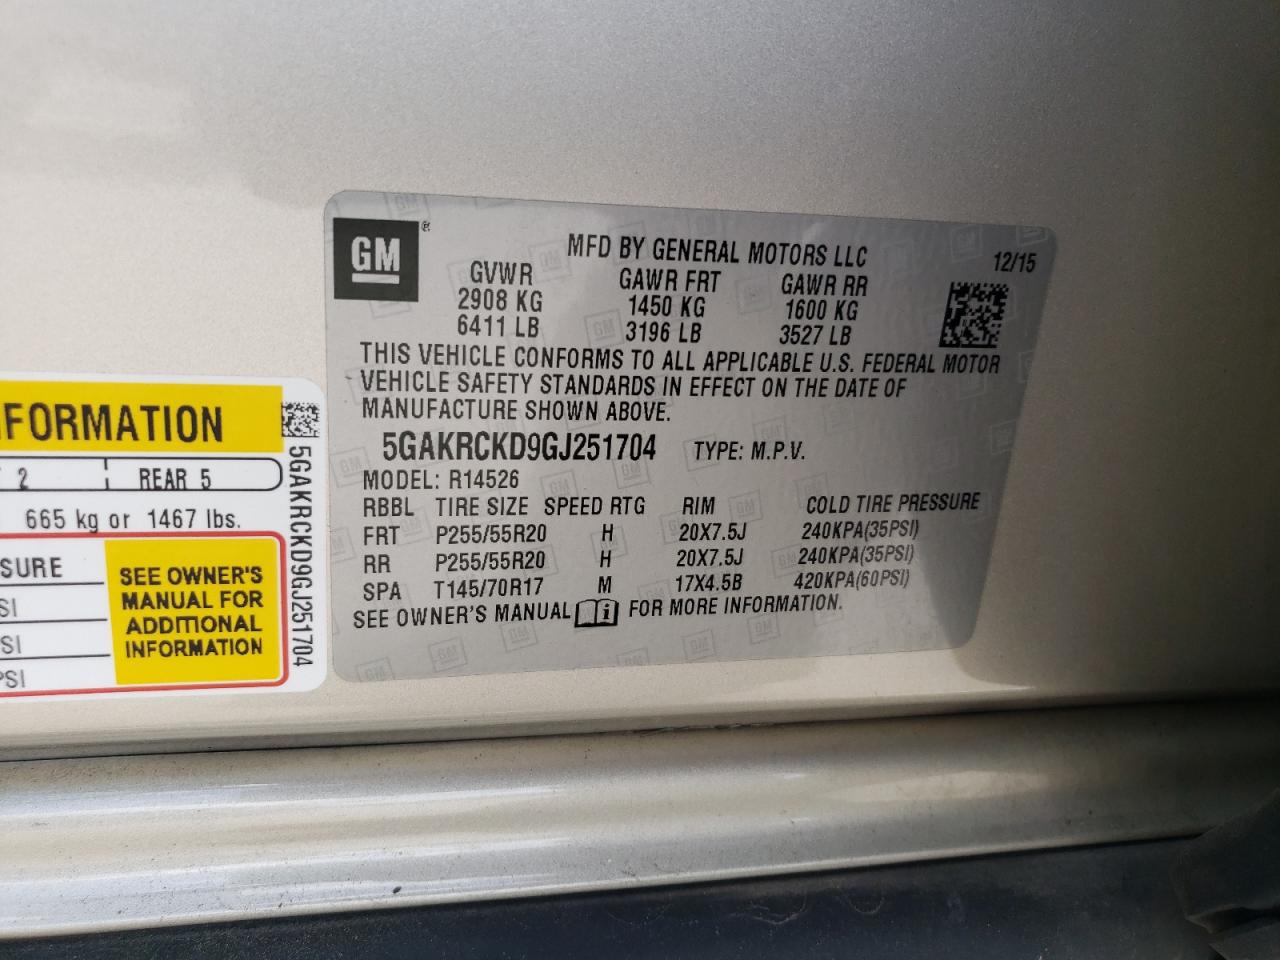 GM ®
MFD BY GENERAL MOTORS LLC 12/15
GVWR GAWR FRT GAWR RR
2908 KG 1450 KG 1600 KG
6411 LB 3196 LB 3527 LB
THIS VEHICLE CONFORMS TO ALL APPLICABLE U.S. FEDERAL MOTOR
VEHICLE SAFETY STANDARDS IN EFFECT ON THE DATE OF
MANUFACTURE SHOWN ABOVE.
5GAKRCKD9GJ251704 TYPE: M.P.V.
MODEL: R14526
RBBL TIRE SIZE SPEED RTG RIM COLD TIRE PRESSURE
FRT P255/55R20 H 20X7.5J 240KPA(35PSI)
RR P255/55R20 H 20X7.5J 240KPA(35PSI)
SPA T145/70R17 M 17X4.5B 420KPA(60PSI)
SEE OWNER'S MANUAL FOR MORE INFORMATION.
FORMATION
2 REAR 5
665 kg or 1467 lbs.
SURE
SI
SI
PSI
SEE OWNER'S
MANUAL FOR
ADDITIONAL
INFORMATION
5GAKRCKD9GJ251704